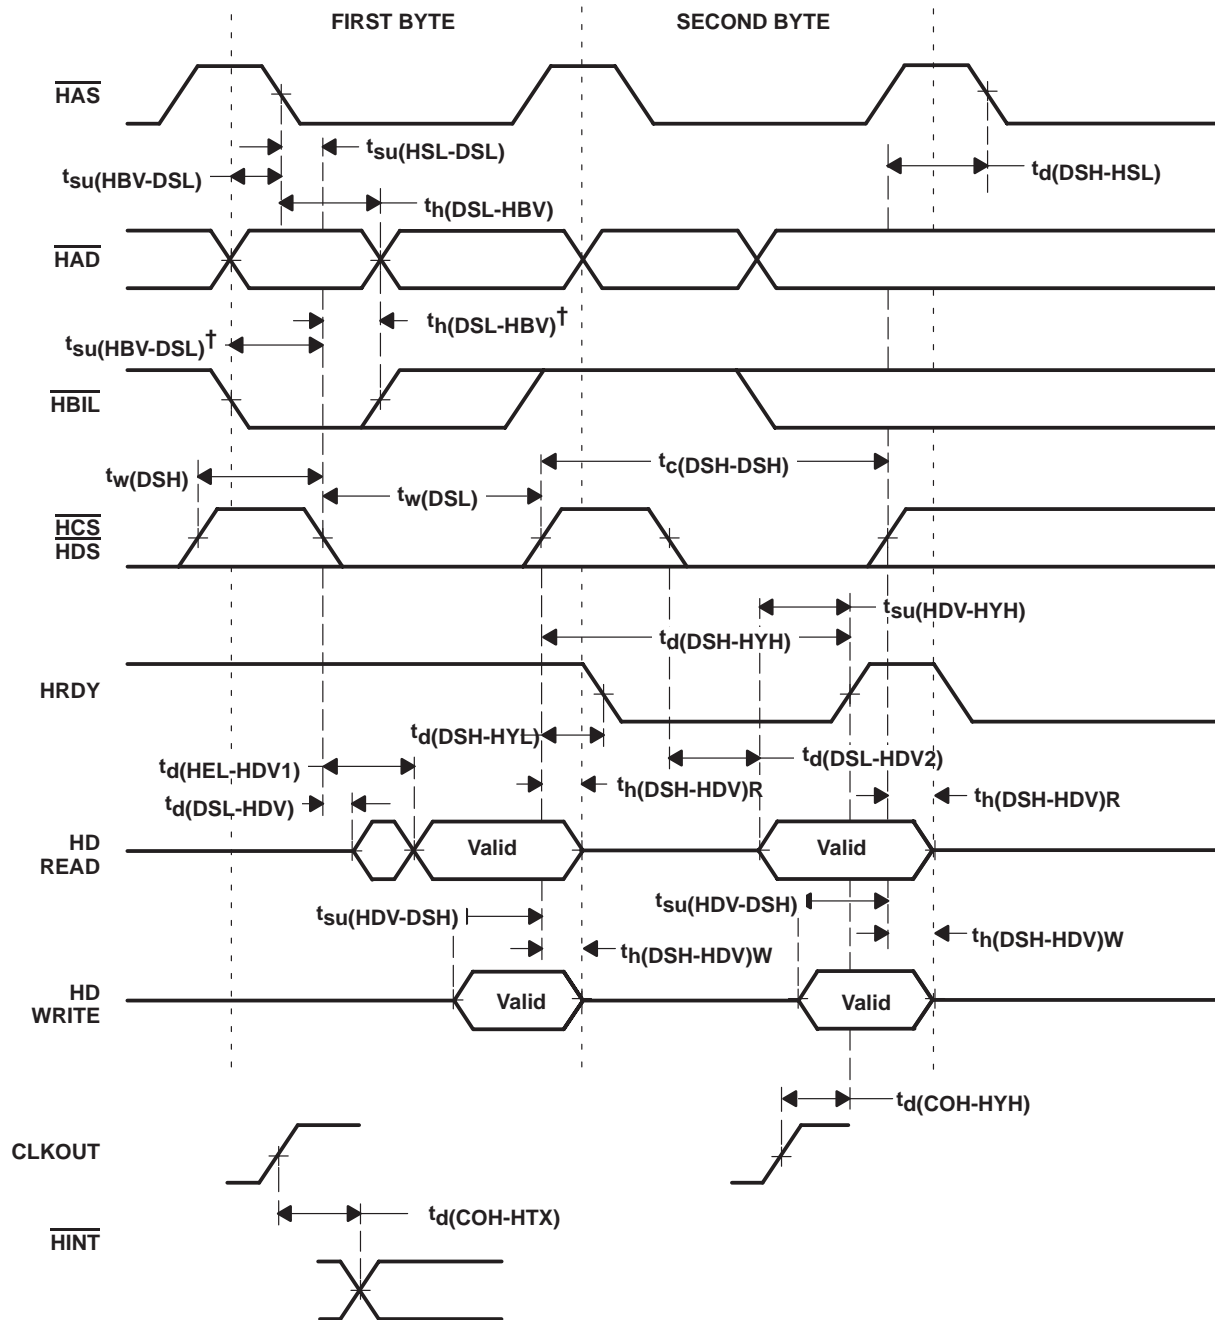 FIRST BYTE
SECOND BYTE
HAS
tsu(HSL-DSL)
tsu(HBV-DSL)
td(DSH-HSL)
th(DSL-HBV)
HAD
th(DSL-HBV)†
tsu(HBV-DSL)†
HBIL
tc(DSH-DSH)
tw(DSH)
tw(DSL)
HCS
HDS
tsu(HDV-HYH)
td(DSH-HYH)
HRDY
td(DSH-HYL)
td(DSL-HDV2)
td(HEL-HDV1)
th(DSH-HDV)R
td(DSL-HDV)
th(DSH-HDV)R
HD
READ
Valid
Valid
tsu(HDV-DSH)
tsu(HDV-DSH)
th(DSH-HDV)W
th(DSH-HDV)W
HD
WRITE
Valid
Valid
td(COH-HYH)
CLKOUT
td(COH-HTX)
HINT